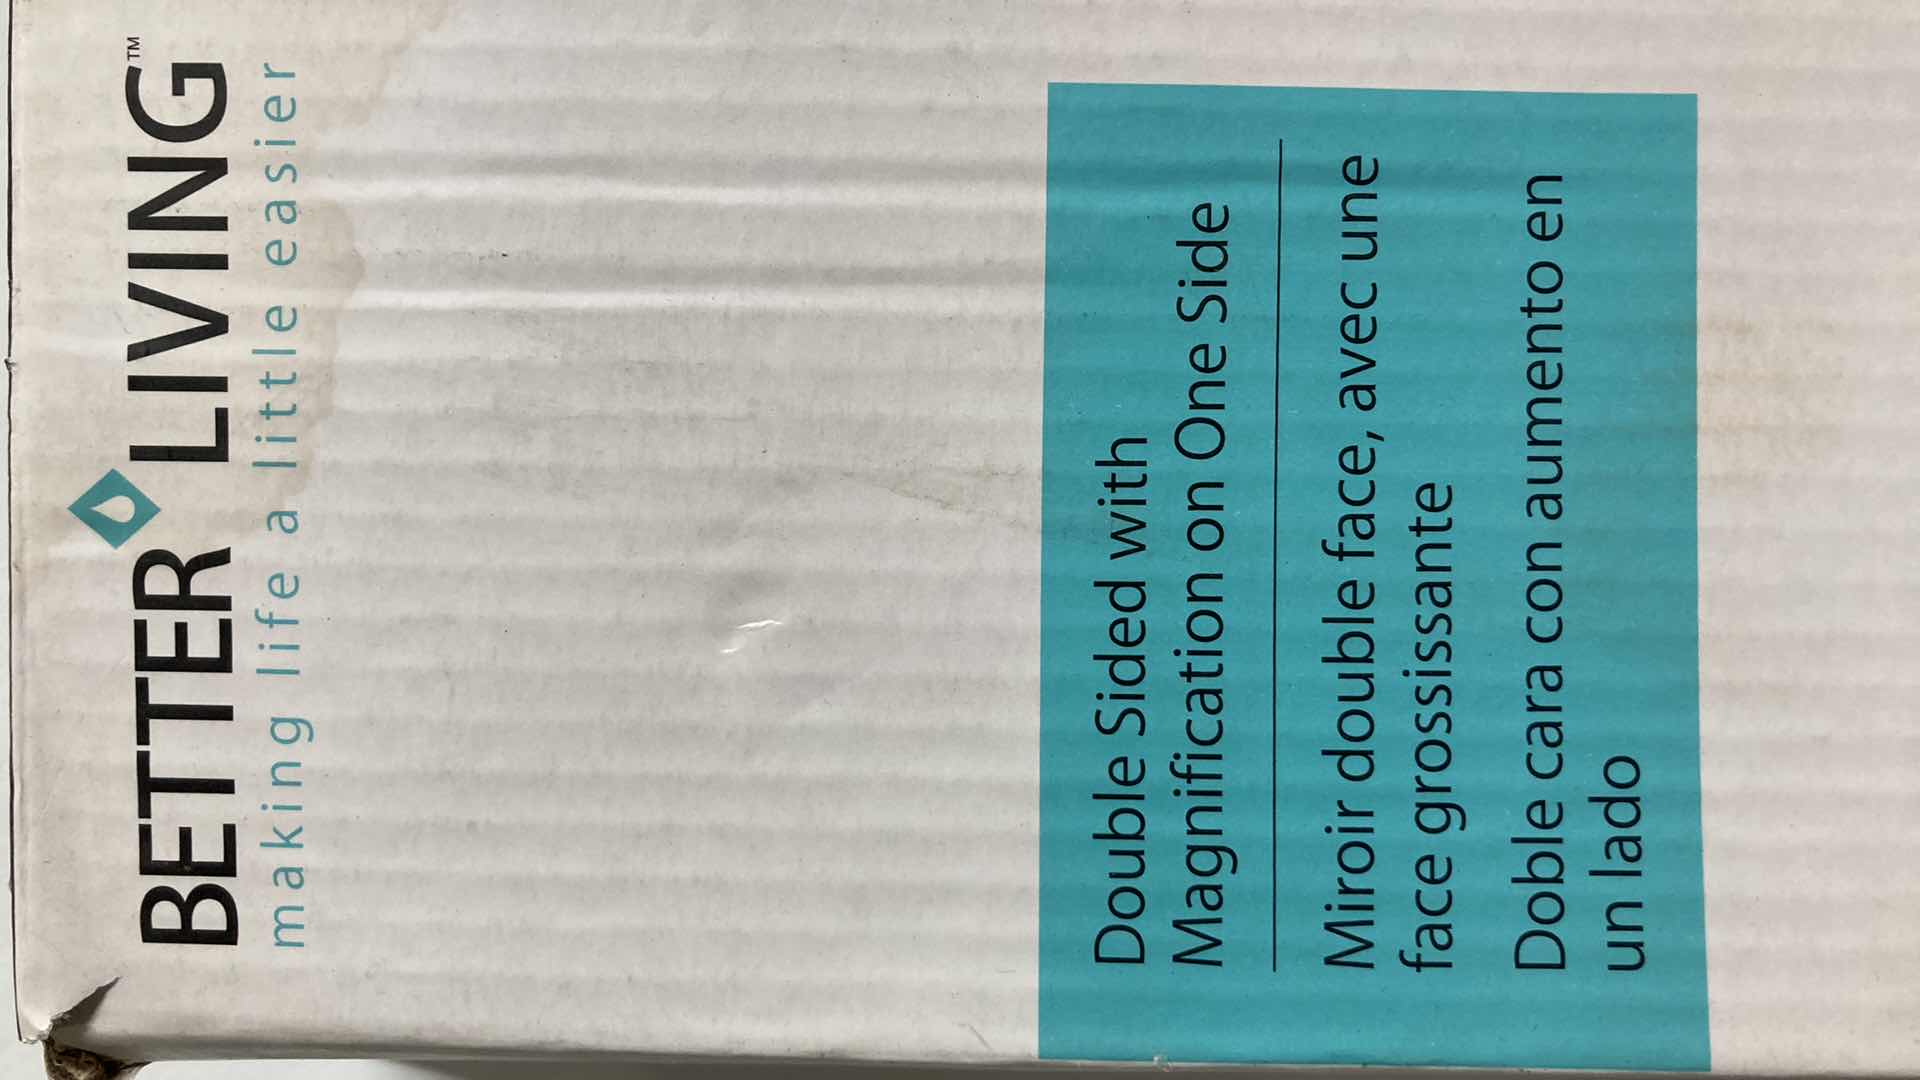 BETTER LIVING™
making life a little easier
Double Sided with
Magnification on One Side
Miroir double face, avec une
face grossissante
Doble cara con aumento en
un lado